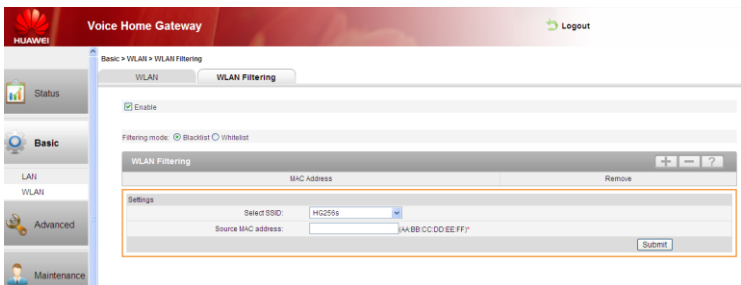 HUAWEI
Voice Home Gateway
Logout
Basic > WLAN > WLAN Filtering
WLAN WLAN Filtering
Status
Enable
Basic
Filtering mode: Blacklist Whitelist
WLAN Filtering + − ?
MAC Address Remove
LAN
WLAN
Settings
Select SSID: HG256s
Source MAC address: (AA:BB:CC:DD:EE:FF)*
Submit
Advanced
Maintenance